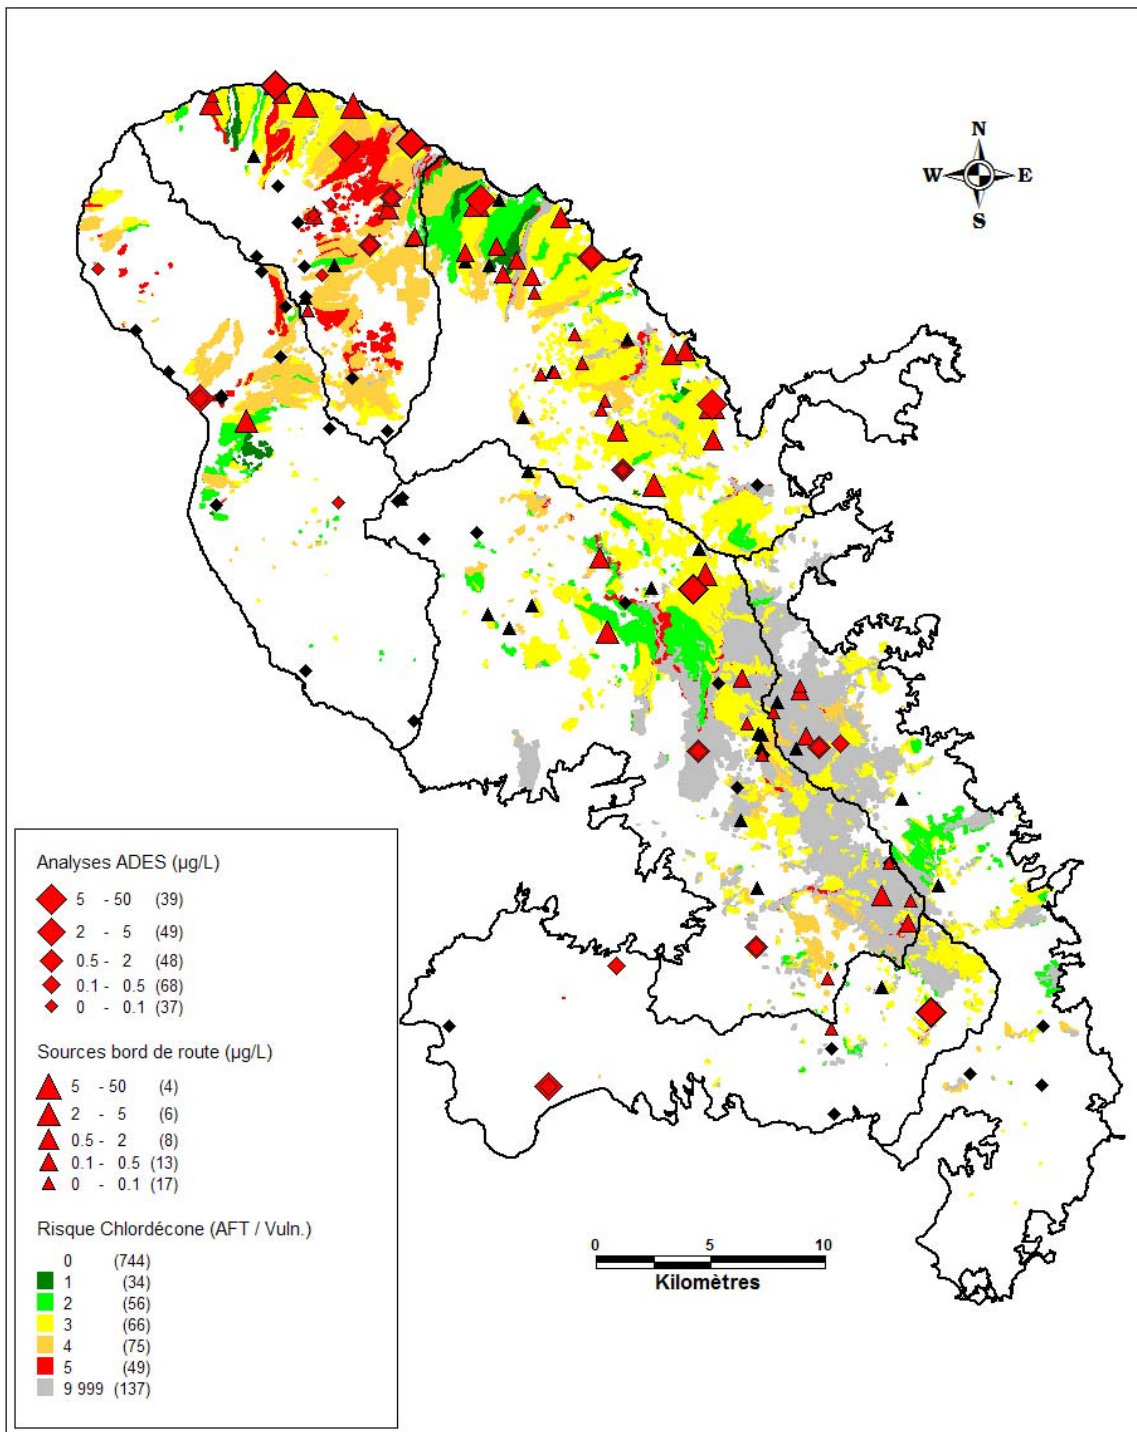 N
W E
S
Analyses ADES (µg/L)
5 - 50 (39)
2 - 5 (49)
0.5 - 2 (48)
0.1 - 0.5 (68)
0 - 0.1 (37)
Sources bord de route (µg/L)
5 - 50 (4)
2 - 5 (6)
0.5 - 2 (8)
0.1 - 0.5 (13)
0 - 0.1 (17)
Risque Chlordécone (AFT / Vuln.)
0 (744)
1 (34)
2 (56)
3 (66)
4 (75)
5 (49)
9 999 (137)
0 5 10
Kilomètres